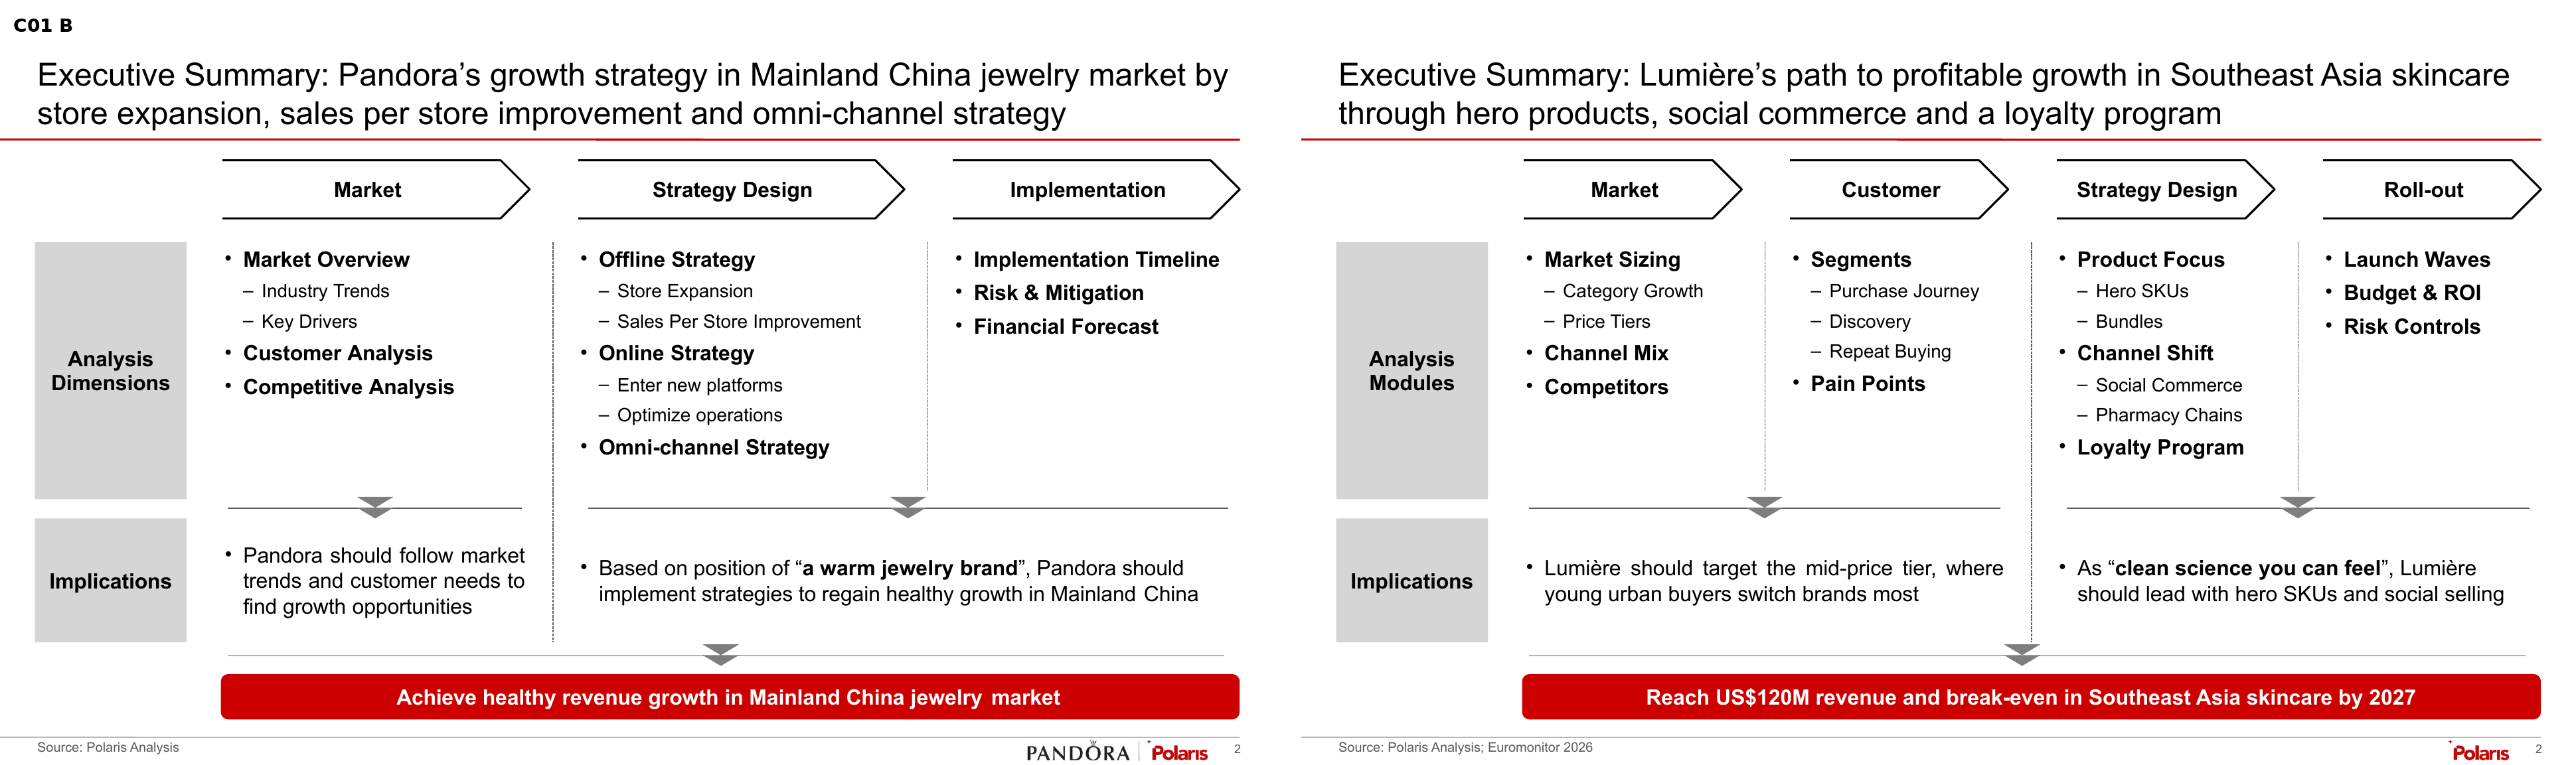 C01 B
Executive Summary: Pandora’s growth strategy in Mainland China jewelry market by
store expansion, sales per store improvement and omni-channel strategy
Market
Strategy Design
Implementation
Analysis
Dimensions
• Market Overview
– Industry Trends
– Key Drivers
• Customer Analysis
• Competitive Analysis
• Offline Strategy
– Store Expansion
– Sales Per Store Improvement
• Online Strategy
– Enter new platforms
– Optimize operations
• Omni-channel Strategy
• Implementation Timeline
• Risk & Mitigation
• Financial Forecast
Implications
• Pandora should follow market
trends and customer needs to
find growth opportunities
• Based on position of “a warm jewelry brand”, Pandora should
implement strategies to regain healthy growth in Mainland China
Achieve healthy revenue growth in Mainland China jewelry market
Source: Polaris Analysis
PANDORA
Polaris
2
Executive Summary: Lumière’s path to profitable growth in Southeast Asia skincare
through hero products, social commerce and a loyalty program
Market
Customer
Strategy Design
Roll-out
Analysis
Modules
• Market Sizing
– Category Growth
– Price Tiers
• Channel Mix
• Competitors
• Segments
– Purchase Journey
– Discovery
– Repeat Buying
• Pain Points
• Product Focus
– Hero SKUs
– Bundles
• Channel Shift
– Social Commerce
– Pharmacy Chains
• Loyalty Program
• Launch Waves
• Budget & ROI
• Risk Controls
Implications
• Lumière should target the mid-price tier, where
young urban buyers switch brands most
• As “clean science you can feel”, Lumière
should lead with hero SKUs and social selling
Reach US$120M revenue and break-even in Southeast Asia skincare by 2027
Source: Polaris Analysis; Euromonitor 2026
Polaris
2